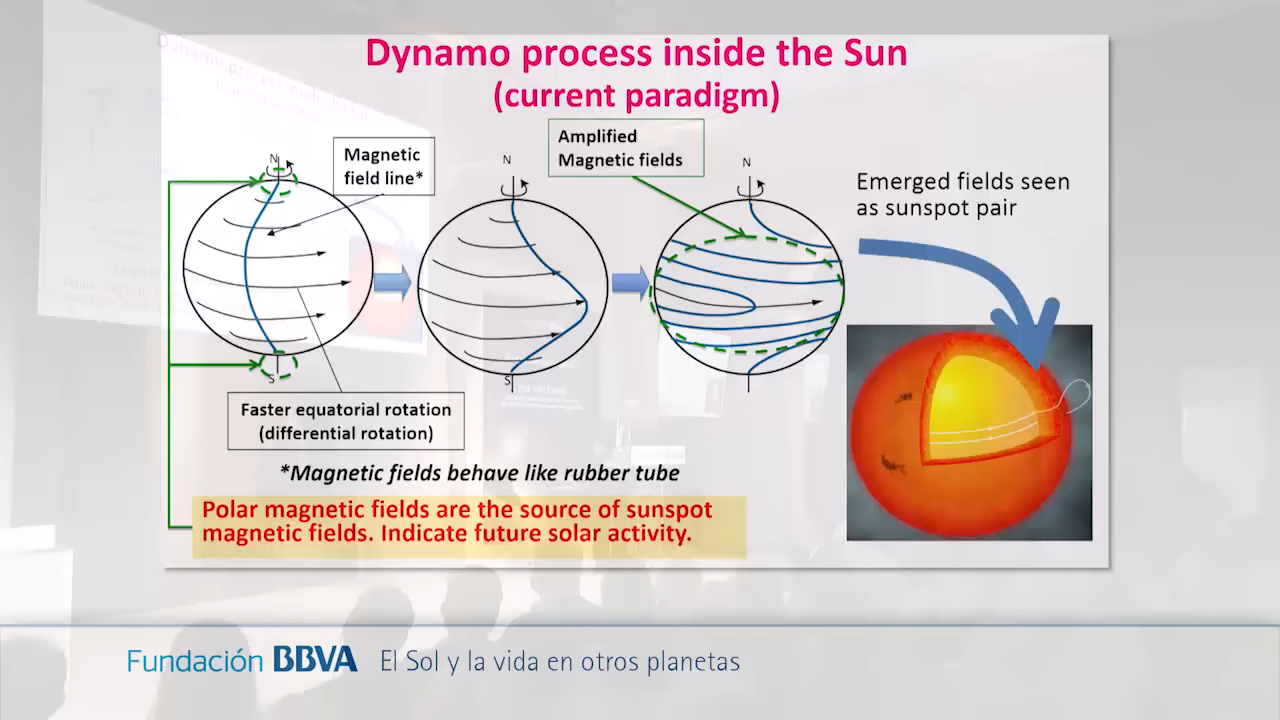 Dynamo process inside the Sun
(current paradigm)
Magnetic
field line*
Amplified
Magnetic fields
Emerged fields seen
as sunspot pair
N
N
N
S
S
Faster equatorial rotation
(differential rotation)
*Magnetic fields behave like rubber tube
Polar magnetic fields are the source of sunspot
magnetic fields. Indicate future solar activity.
Fundación BBVA El Sol y la vida en otros planetas